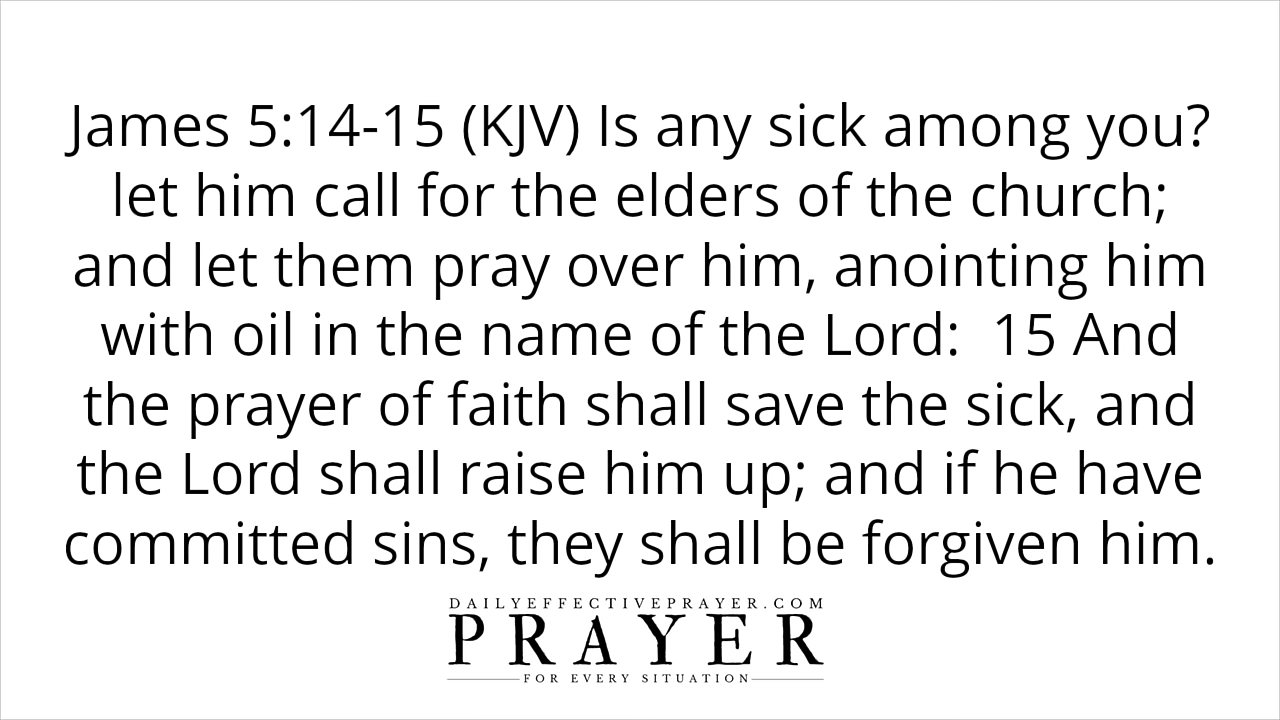 James 5:14-15 (KJV) Is any sick among you?
let him call for the elders of the church;
and let them pray over him, anointing him
with oil in the name of the Lord:  15 And
the prayer of faith shall save the sick, and
the Lord shall raise him up; and if he have
committed sins, they shall be forgiven him.
DAILYEFFECTIVEPRAYER.COM
PRAYER
FOR EVERY SITUATION